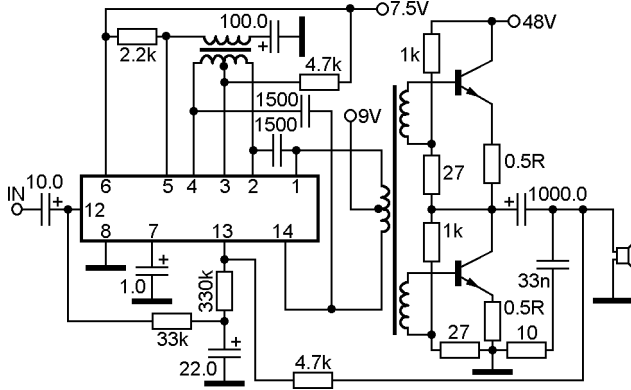 7.5V
100.0
+
2.2k
48V
1k
4.7k
1500
9V
1500
27
0.5R
6 5 4 3 2 1
IN
10.0
+
12
+
1000.0
8 7 13 14
1k
+
1.0
330k
33n
0.5R
33k
+
22.0
27
10
4.7k